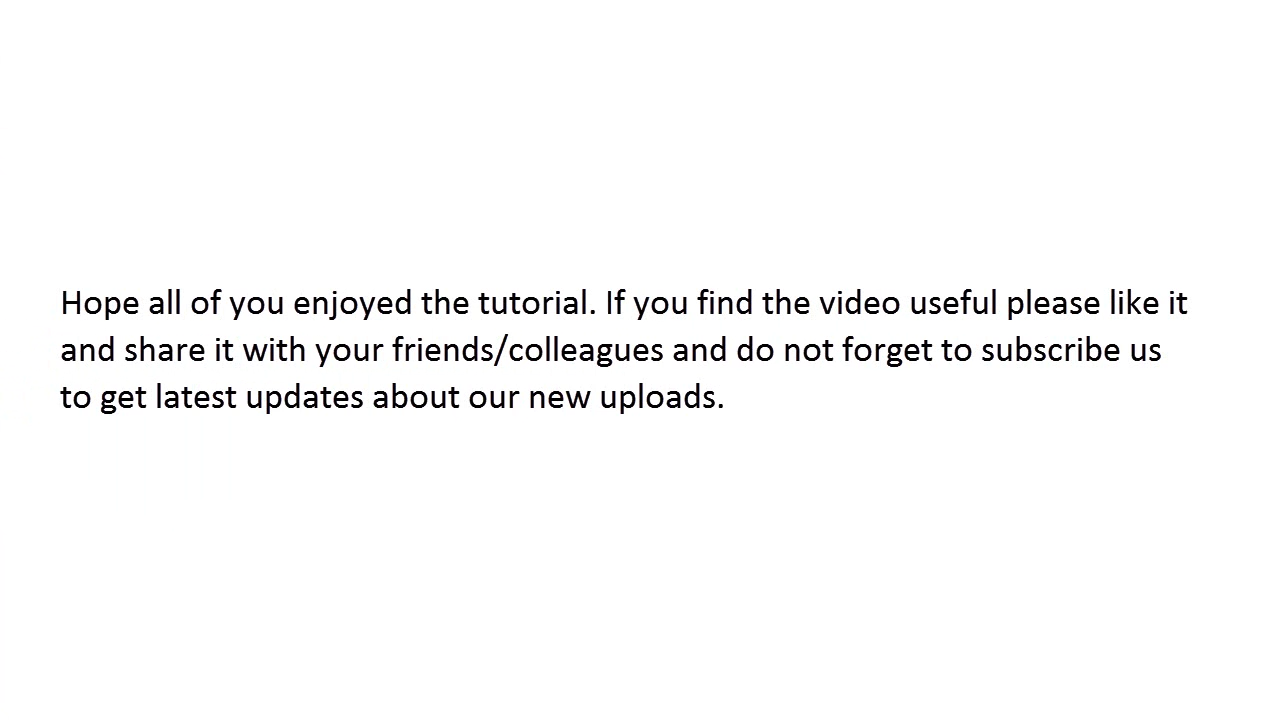 Hope all of you enjoyed the tutorial. If you find the video useful please like it
and share it with your friends/colleagues and do not forget to subscribe us
to get latest updates about our new uploads.